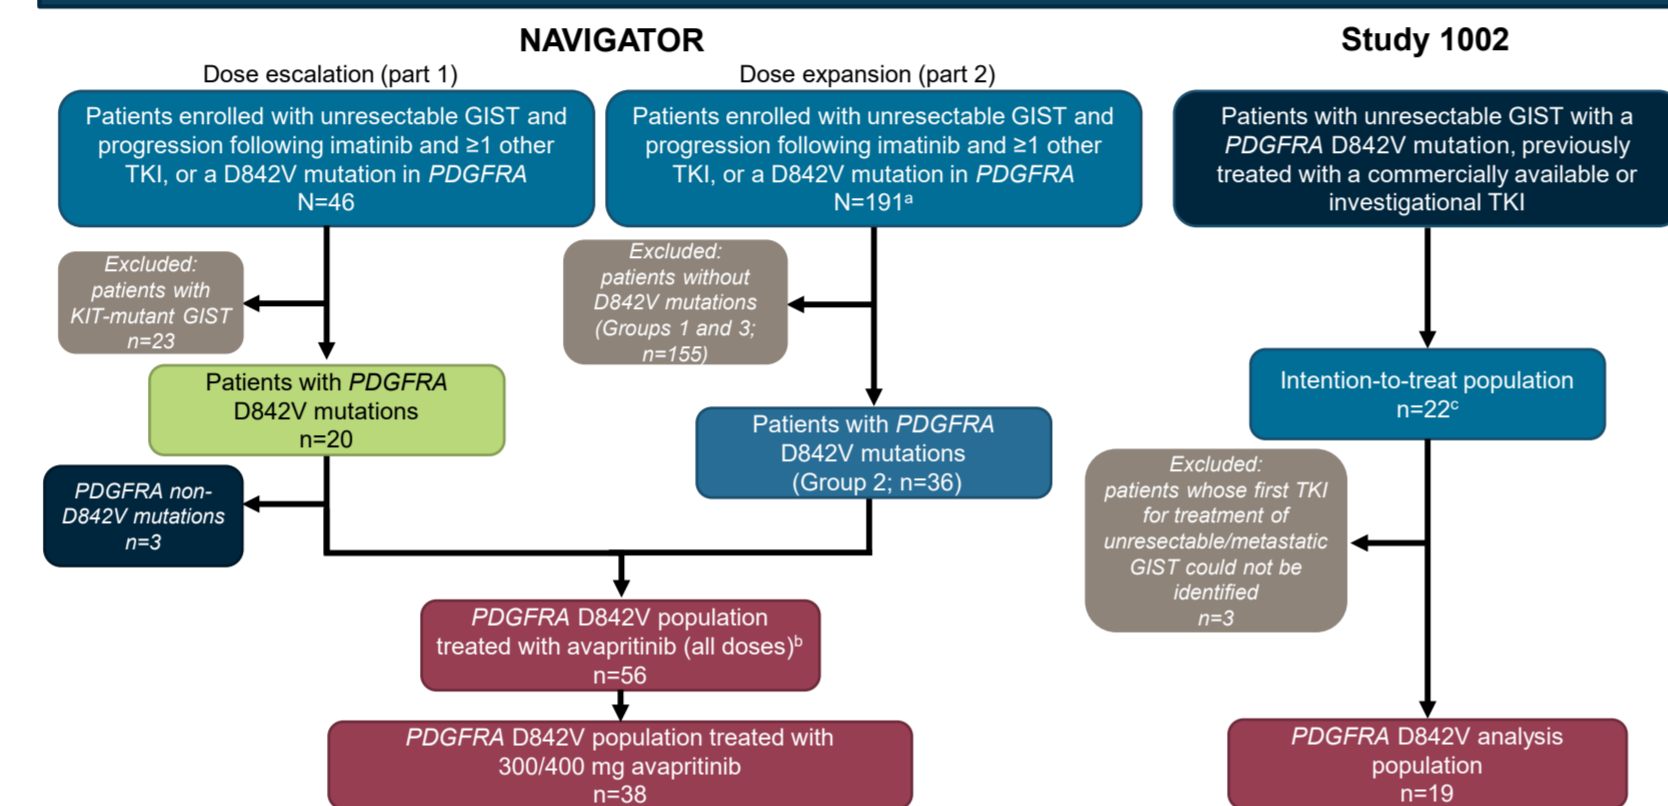 NAVIGATOR
Dose escalation (part 1)
Patients enrolled with unresectable GIST and
progression following imatinib and ≥1 other
TKI, or a D842V mutation in PDGFRA
N=46
Excluded:
patients with
KIT-mutant GIST
n=23
Patients with PDGFRA
D842V mutations
n=20
PDGFRA non-
D842V mutations
n=3
Dose expansion (part 2)
Patients enrolled with unresectable GIST and
progression following imatinib and ≥1 other
TKI, or a D842V mutation in PDGFRA
N=191ᵃ
Excluded:
patients without
D842V mutations
(Groups 1 and 3;
n=155)
Patients with PDGFRA
D842V mutations
(Group 2; n=36)
PDGFRA D842V population
treated with avapritinib (all doses)ᵇ
n=56
PDGFRA D842V population treated with
300/400 mg avapritinib
n=38
Study 1002
Patients with unresectable GIST with a
PDGFRA D842V mutation, previously
treated with a commercially available or
investigational TKI
Intention-to-treat population
n=22ᶜ
Excluded:
patients whose first TKI
for treatment of
unresectable/metastatic
GIST could not be
identified
n=3
PDGFRA D842V analysis
population
n=19